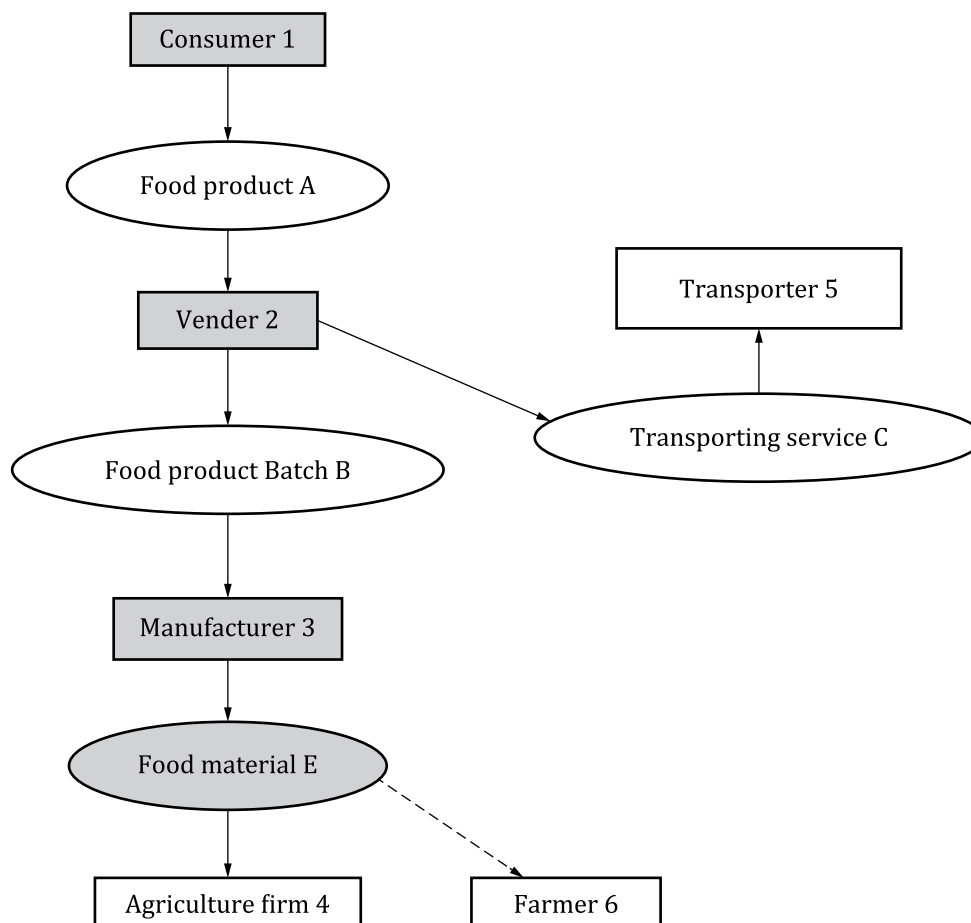 Consumer 1
Food product A
Transporter 5
Vender 2
Transporting service C
Food product Batch B
Manufacturer 3
Food material E
Agriculture firm 4
Farmer 6